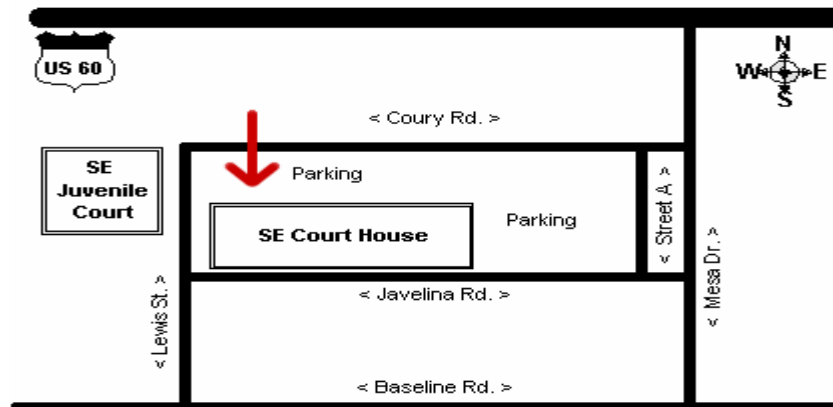 US 60
N
W E
S
< Coury Rd. >
SE
Juvenile
Court
Parking
SE Court House
Parking
< Street A >
< Mesa Dr. >
< Lewis St. >
< Javelina Rd. >
< Baseline Rd. >